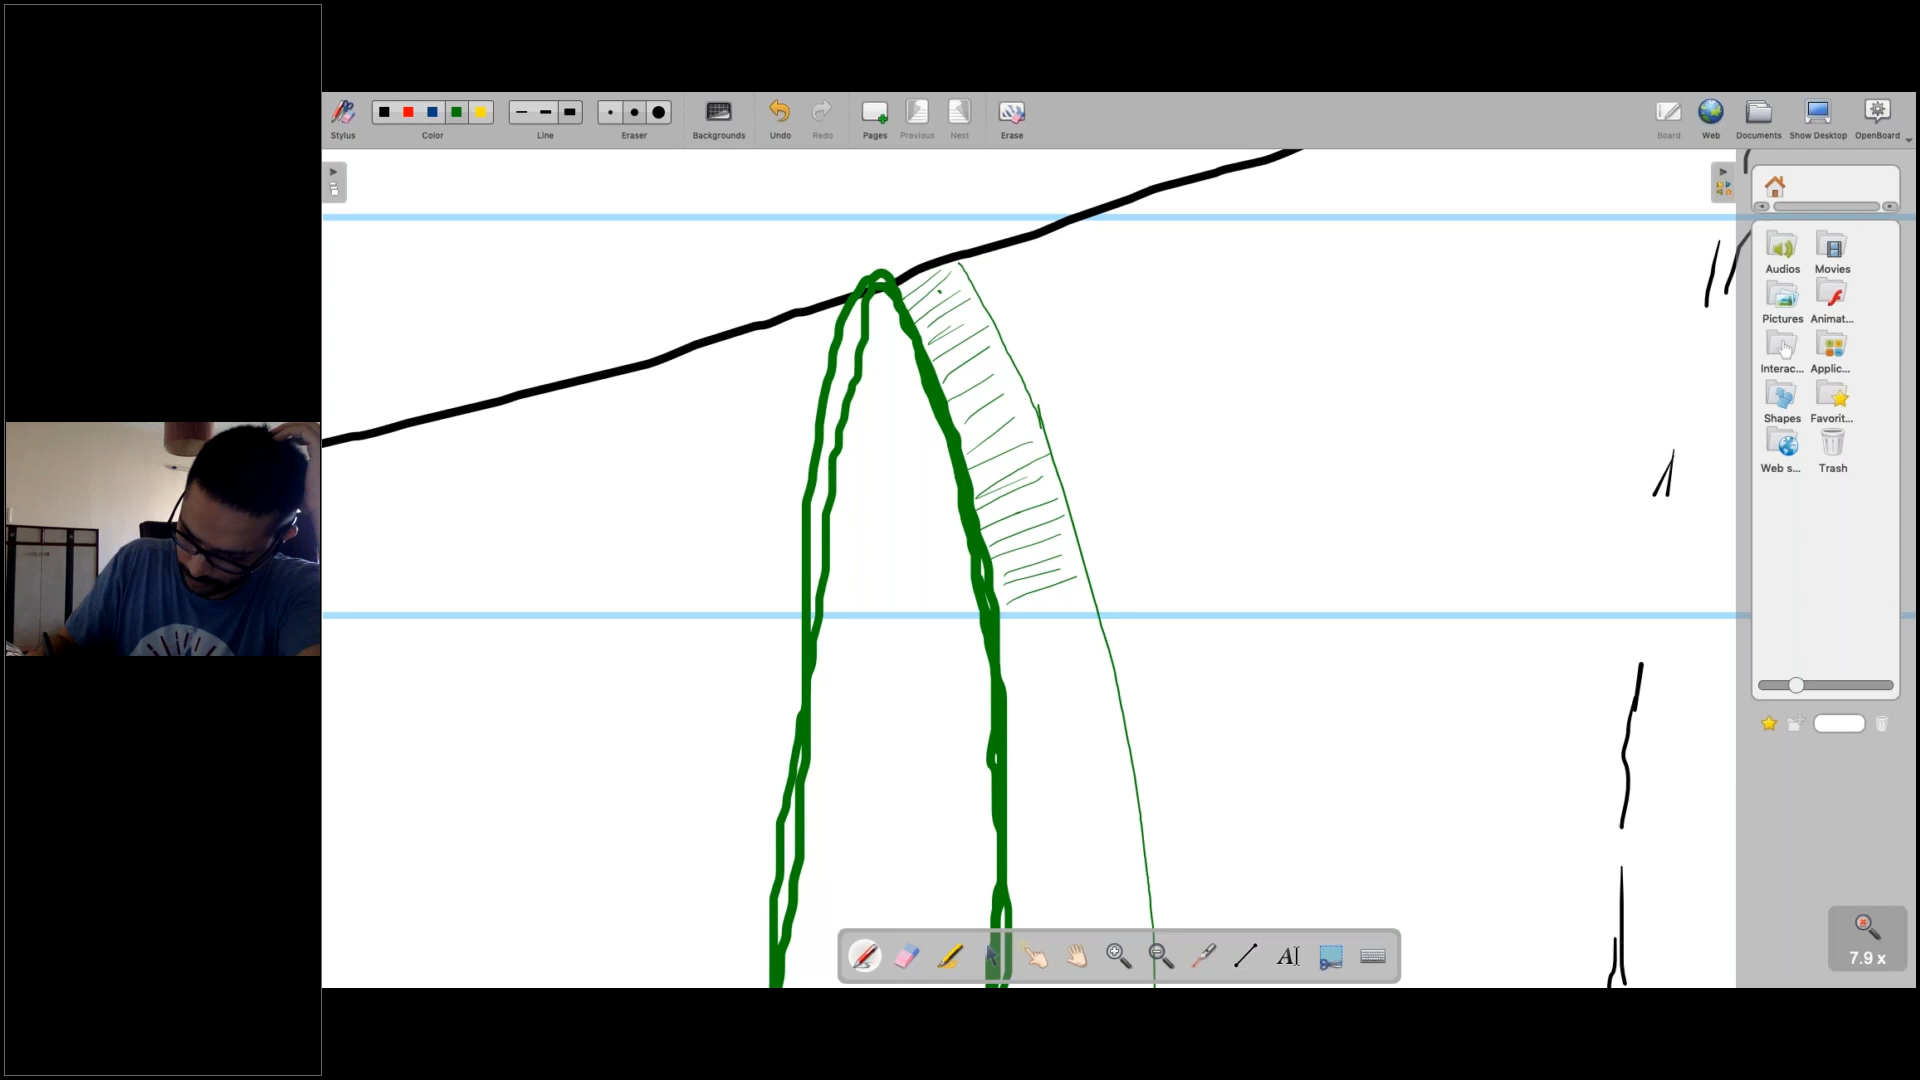 Stylus Color Line Eraser Backgrounds Undo Redo Pages Previous Next Erase Board Web Documents Show Desktop OpenBoard
Audios Movies
Pictures Animat...
Interac... Applic...
Shapes Favorit...
Web s... Trash
AI
7.9 x